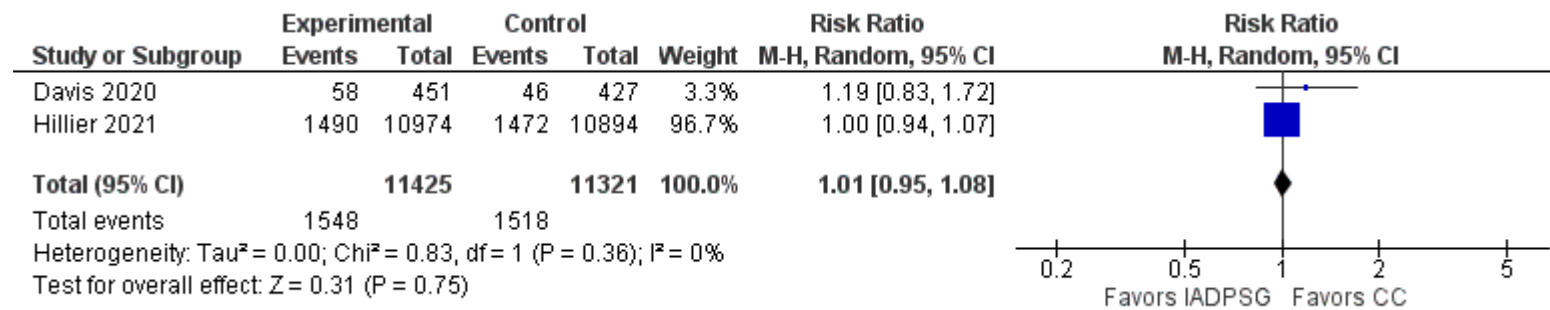 Experimental Control Risk Ratio Risk Ratio
Study or Subgroup Events Total Events Total Weight M-H, Random, 95% CI M-H, Random, 95% CI
Davis 2020 58 451 46 427 3.3% 1.19 [0.83, 1.72]
Hillier 2021 1490 10974 1472 10894 96.7% 1.00 [0.94, 1.07]
Total (95% CI) 11425 11321 100.0% 1.01 [0.95, 1.08]
Total events 1548 1518
Heterogeneity: Tau² = 0.00; Chi² = 0.83, df = 1 (P = 0.36); I² = 0%
Test for overall effect: Z = 0.31 (P = 0.75)
0.2 0.5 1 2 5
Favors IADPSG Favors CC